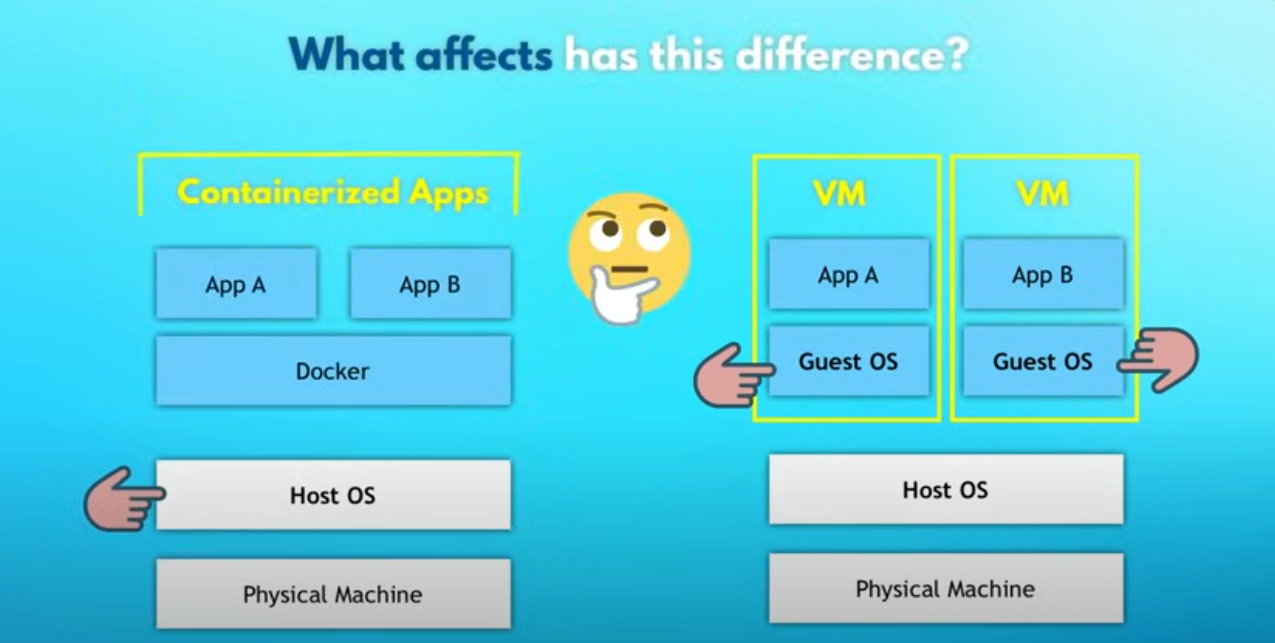 What affects has this difference?
Containerized Apps
App A
App B
Docker
Host OS
Physical Machine
VM
App A
Guest OS
VM
App B
Guest OS
Host OS
Physical Machine